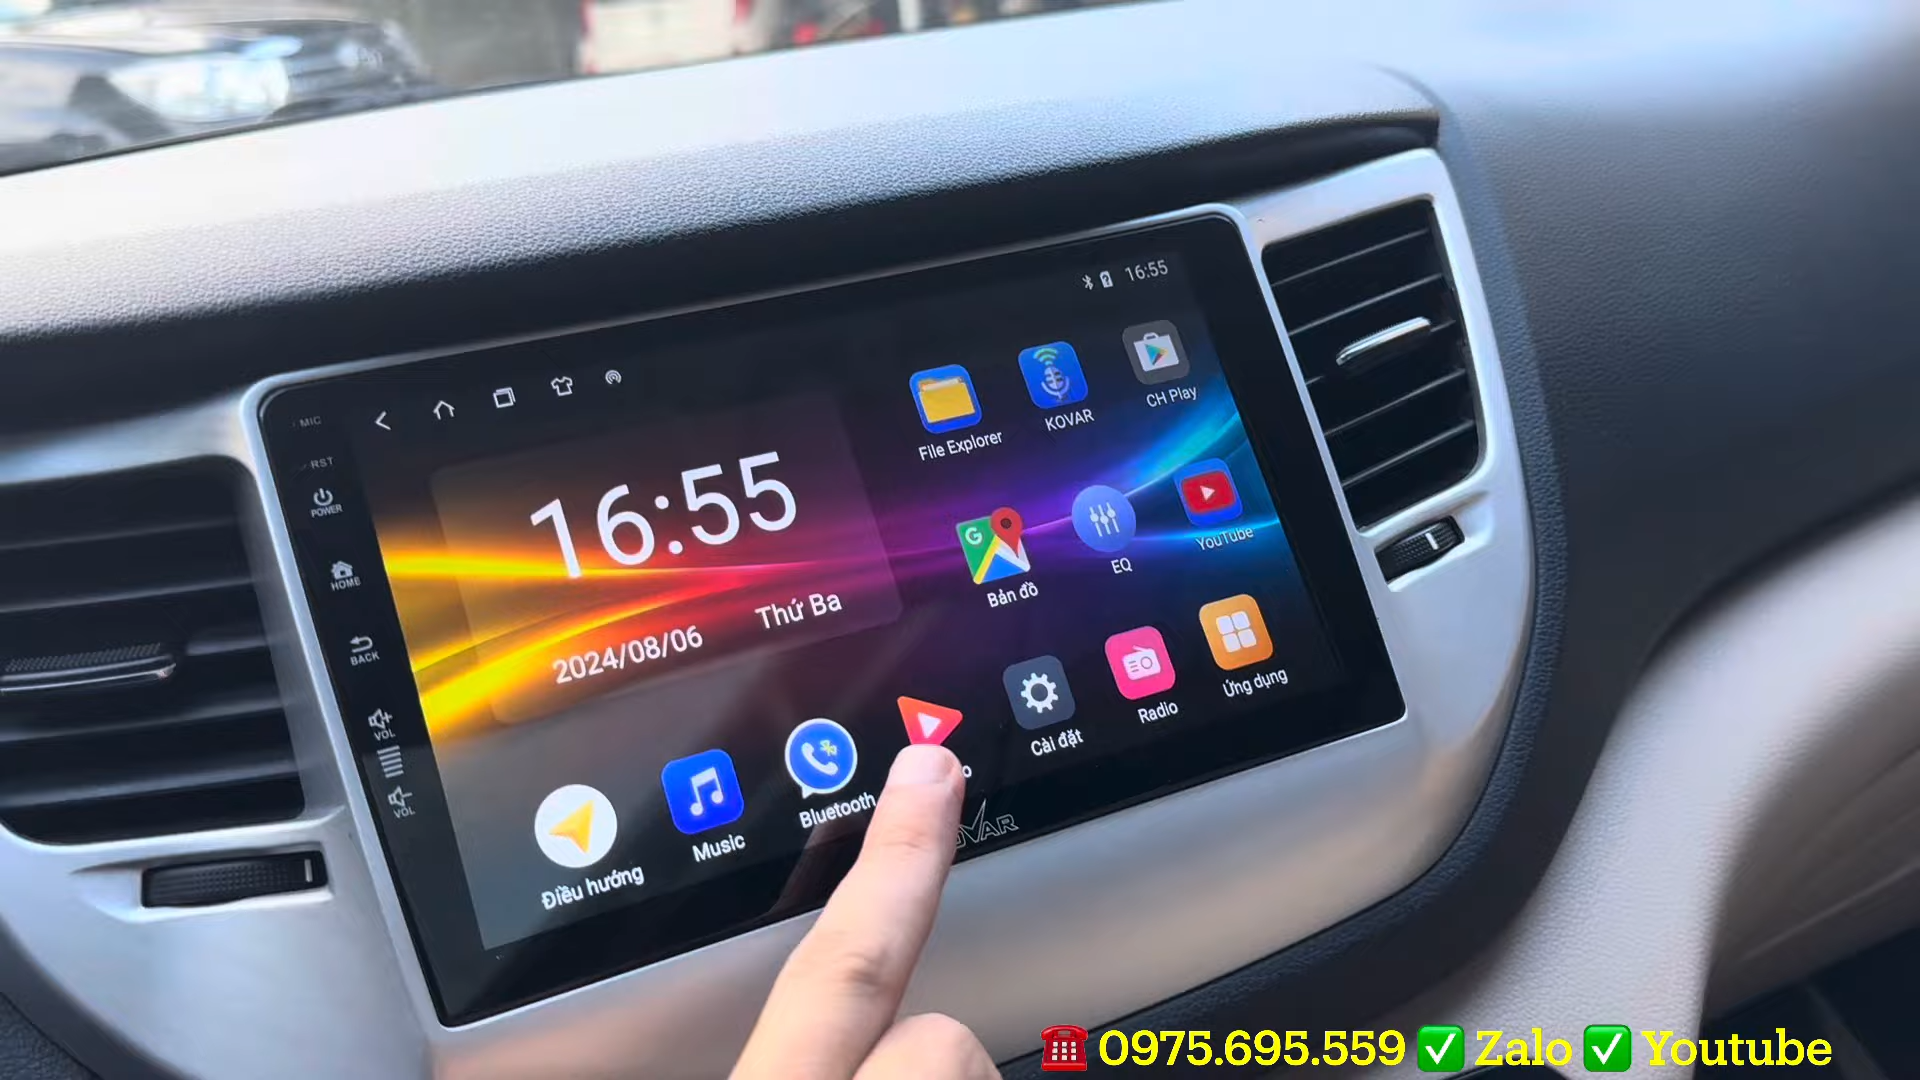 16:55
MIC
RST
POWER
HOME
BACK
VOL
VOL
16:55
2024/08/06
Thứ Ba
File Explorer
KOVAR
CH Play
Bản đồ
EQ
YouTube
Điều hướng
Music
Bluetooth
Cài đặt
Radio
Ứng dụng
0975.695.559 ✅ Zalo ✅ Youtube